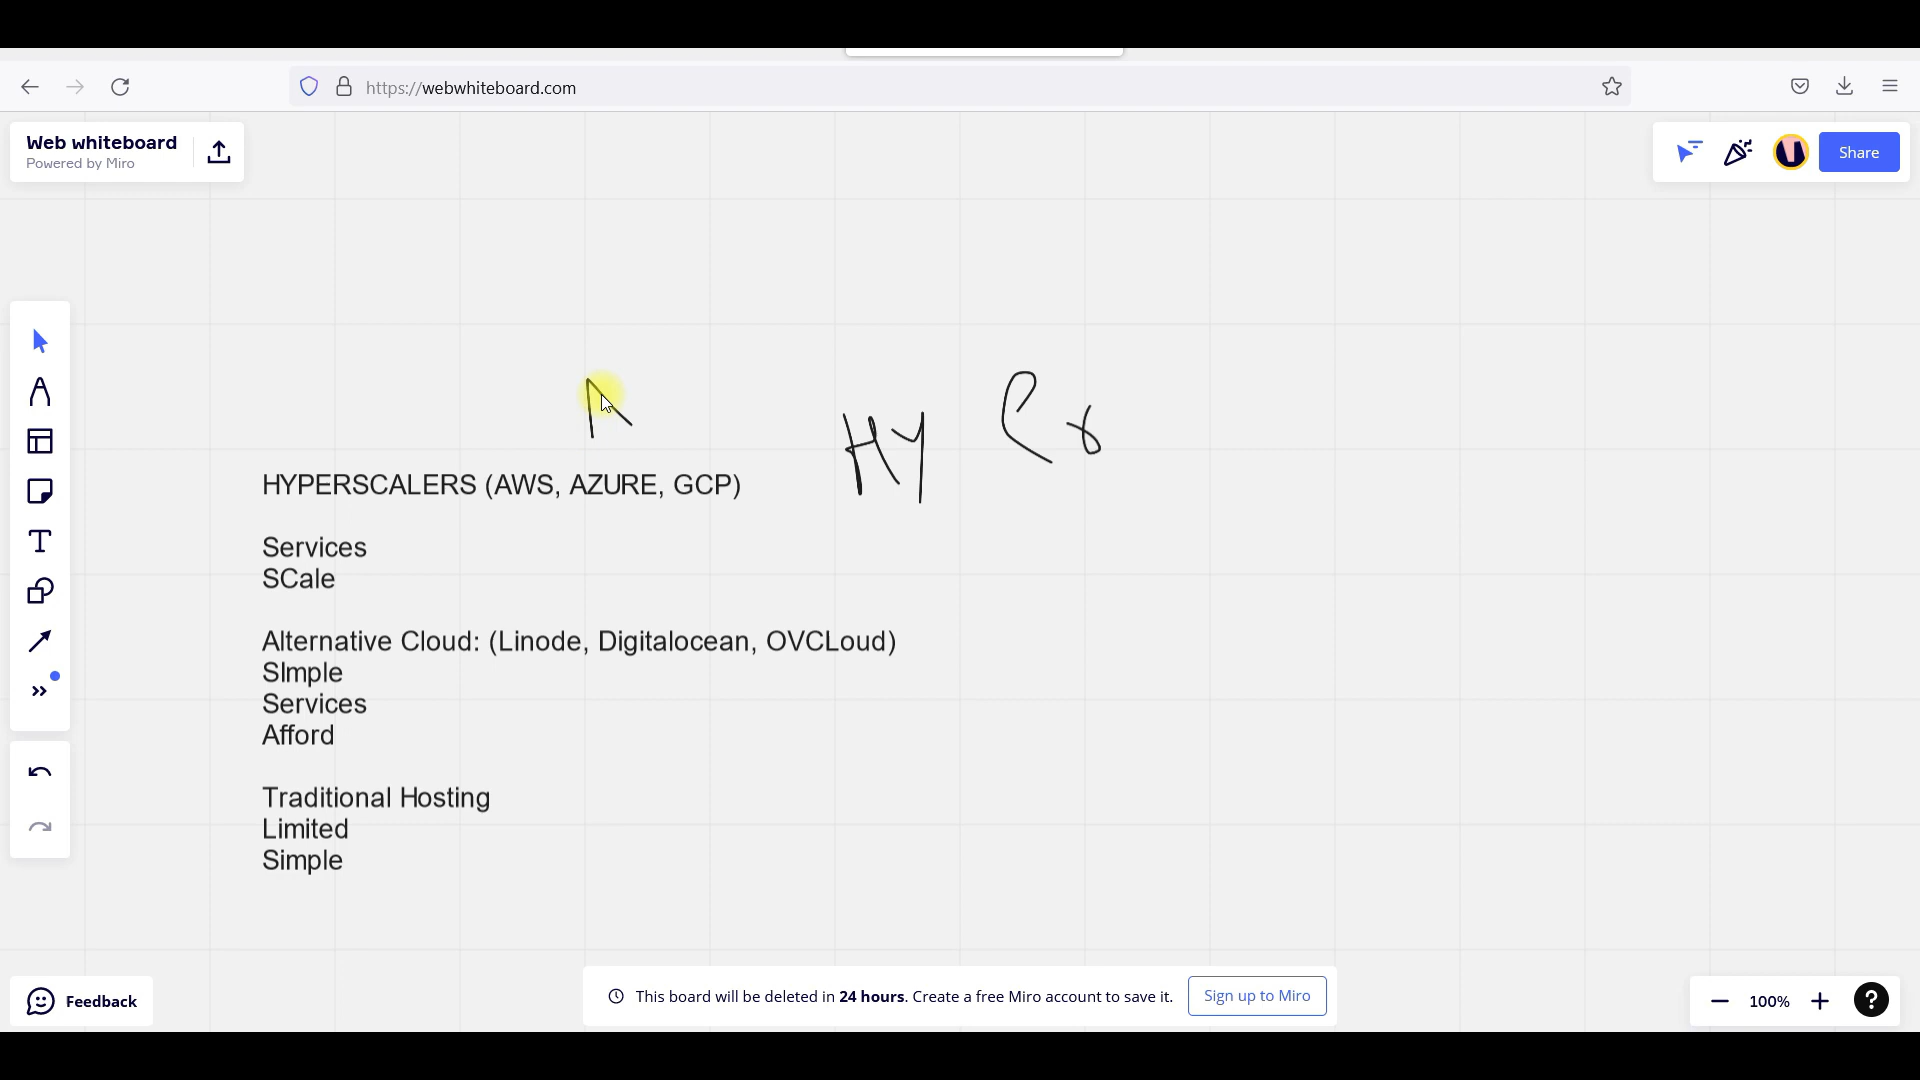 https://webwhiteboard.com
Web whiteboard
Powered by Miro
Share
HY
HYPERSCALERS (AWS, AZURE, GCP)
Services
SCale
Alternative Cloud: (Linode, Digitalocean, OVCLoud)
SImple
Services
Afford
Traditional Hosting
Limited
Simple
Feedback
This board will be deleted in 24 hours. Create a free Miro account to save it.
Sign up to Miro
100%